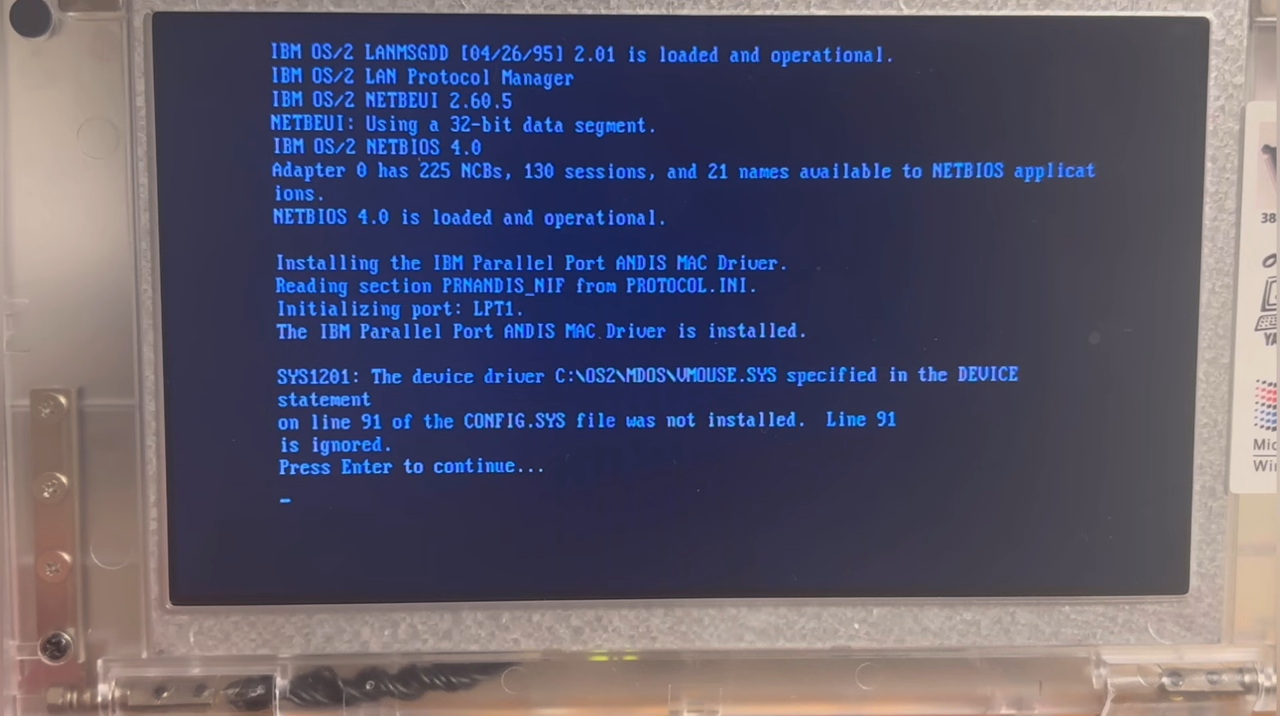 IBM OS/2 LANMSGDD [04/26/95] 2.01 is loaded and operational.
IBM OS/2 LAN Protocol Manager
IBM OS/2 NETBEUI 2.60.5
NETBEUI: Using a 32-bit data segment.
IBM OS/2 NETBIOS 4.0
Adapter 0 has 225 NCBs, 130 sessions, and 21 names available to NETBIOS applicat
ions.
NETBIOS 4.0 is loaded and operational.
Installing the IBM Parallel Port ANDIS MAC Driver.
Reading section PRNANDIS_NIF from PROTOCOL.INI.
Initializing port: LPT1.
The IBM Parallel Port ANDIS MAC Driver is installed.
SYS1201: The device driver C:\OS2\MDOS\VMOUSE.SYS specified in the DEVICE
statement
on line 91 of the CONFIG.SYS file was not installed.  Line 91
is ignored.
Press Enter to continue...
38
YA
Mic
Wi